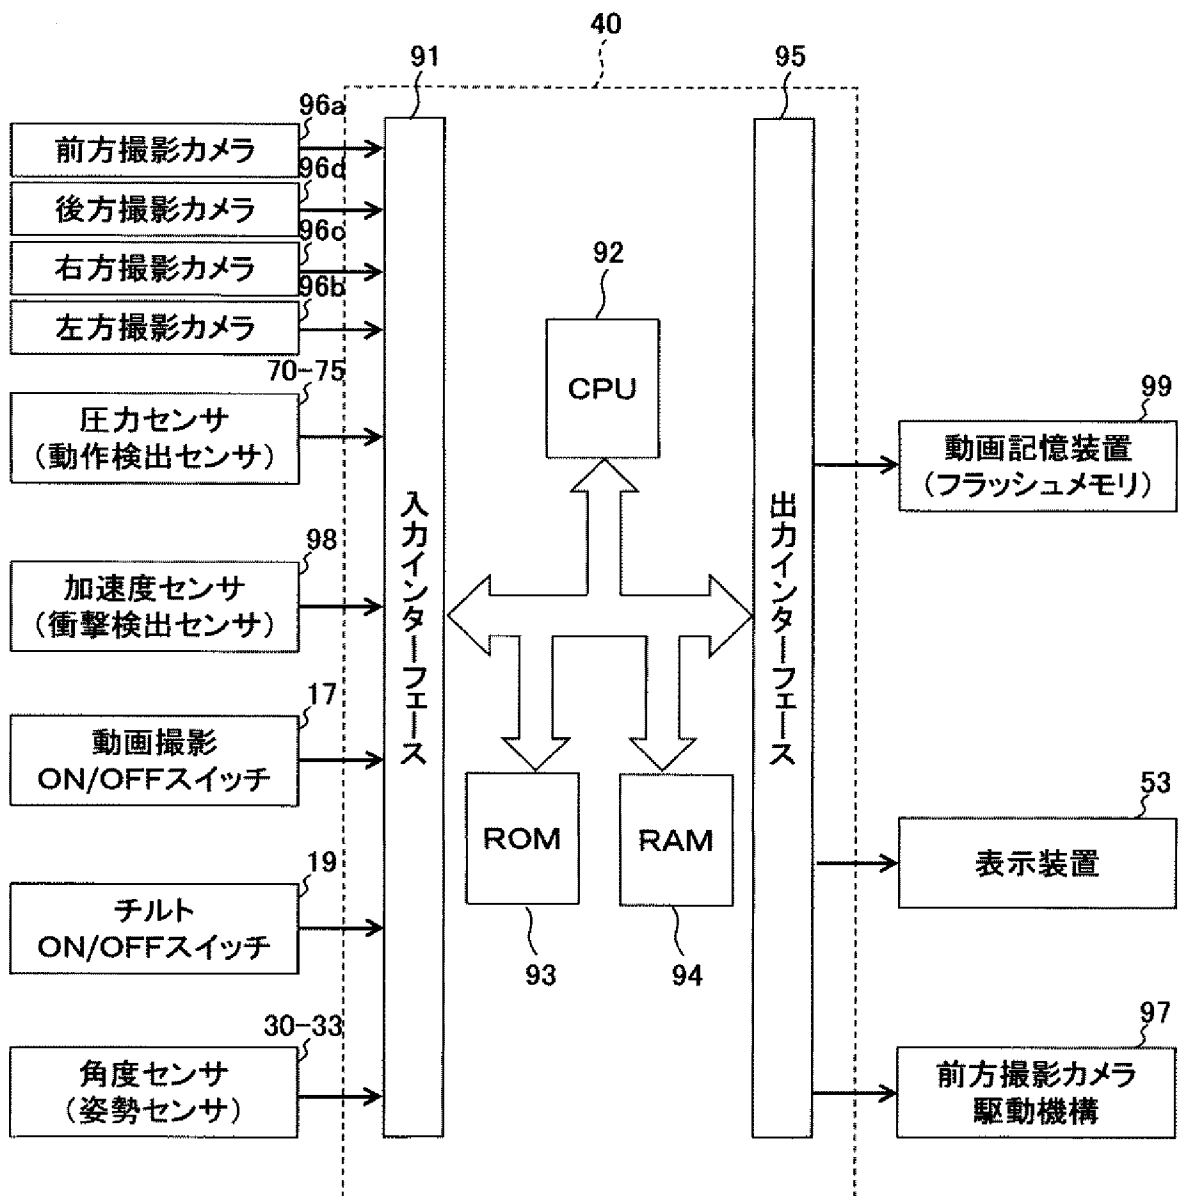 40
91
95
96a
前方撮影カメラ
96d
後方撮影カメラ
96c
右方撮影カメラ
96b
左方撮影カメラ
70-75
圧力センサ
(動作検出センサ)
98
加速度センサ
(衝撃検出センサ)
17
動画撮影
ON/OFFスイッチ
19
チルト
ON/OFFスイッチ
30-33
角度センサ
(姿勢センサ)
入力インターフェース
92
CPU
ROM
93
RAM
94
出力インターフェース
99
動画記憶装置
(フラッシュメモリ)
53
表示装置
97
前方撮影カメラ
駆動機構